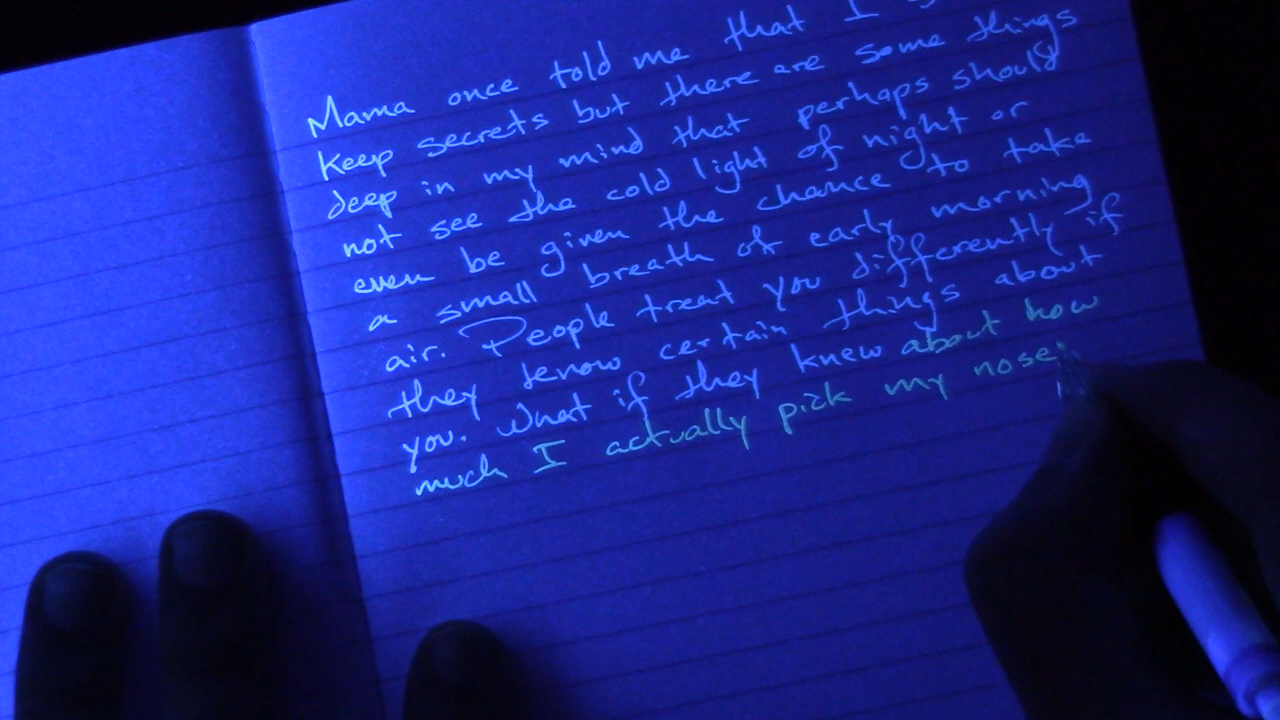 Mama once told me that I
keep secrets but there are some things
deep in my mind that perhaps should
not see the cold light of night or
even be given the chance to take
a small breath of early morning
air. People treat you differently if
they know certain things about
you. What if they knew about how
much I actually pick my nose